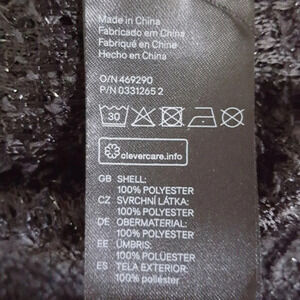 Made in China
Fabricado em China
Fabriqué en Chine
Hecho en China
O/N 469290
P/N 0331265 2
30
clevercare.info
GB SHELL:
100% POLYESTER
CZ SVRCHNÍ LÁTKA:
100% POLYESTER
DE OBERMATERIAL:
100% POLYESTER
EE ÜMBRIS:
100% POLÜESTER
ES TELA EXTERIOR:
100% POLIÉSTER